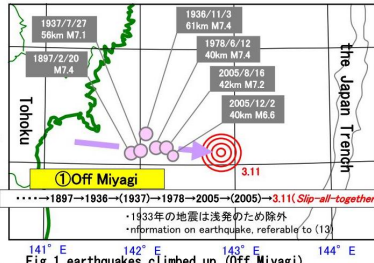 1936/11/3
61km M7.4
1937/7/27
56km M7.1
1978/6/12
40km M7.4
1897/2/20
M7.4
2005/8/16
42km M7.2
2005/12/2
40km M6.6
Tohoku
the Japan Trench
3.11
①Off Miyagi
·····→1897→1936→(1937)→1978→2005→(2005)→3.11(Slip-all-together
・1933年の地震は浅発のため除外
・nformation on earthquake, referable to (13)
141° E
142° E
143° E
144° E
Fig.1 earthquakes climbed up (Off Miyagi)